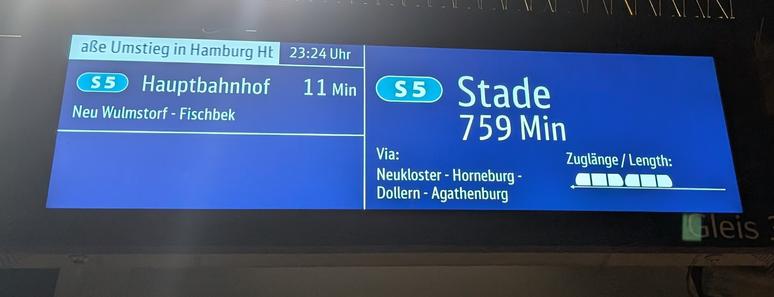 aße Umstieg in Hamburg Ht
23:24 Uhr
S5 Hauptbahnhof 11 Min
Neu Wulmstorf - Fischbek
S5 Stade
759 Min
Via:
Neukloster - Horneburg -
Dollern - Agathenburg
Zuglänge / Length:
Gleis